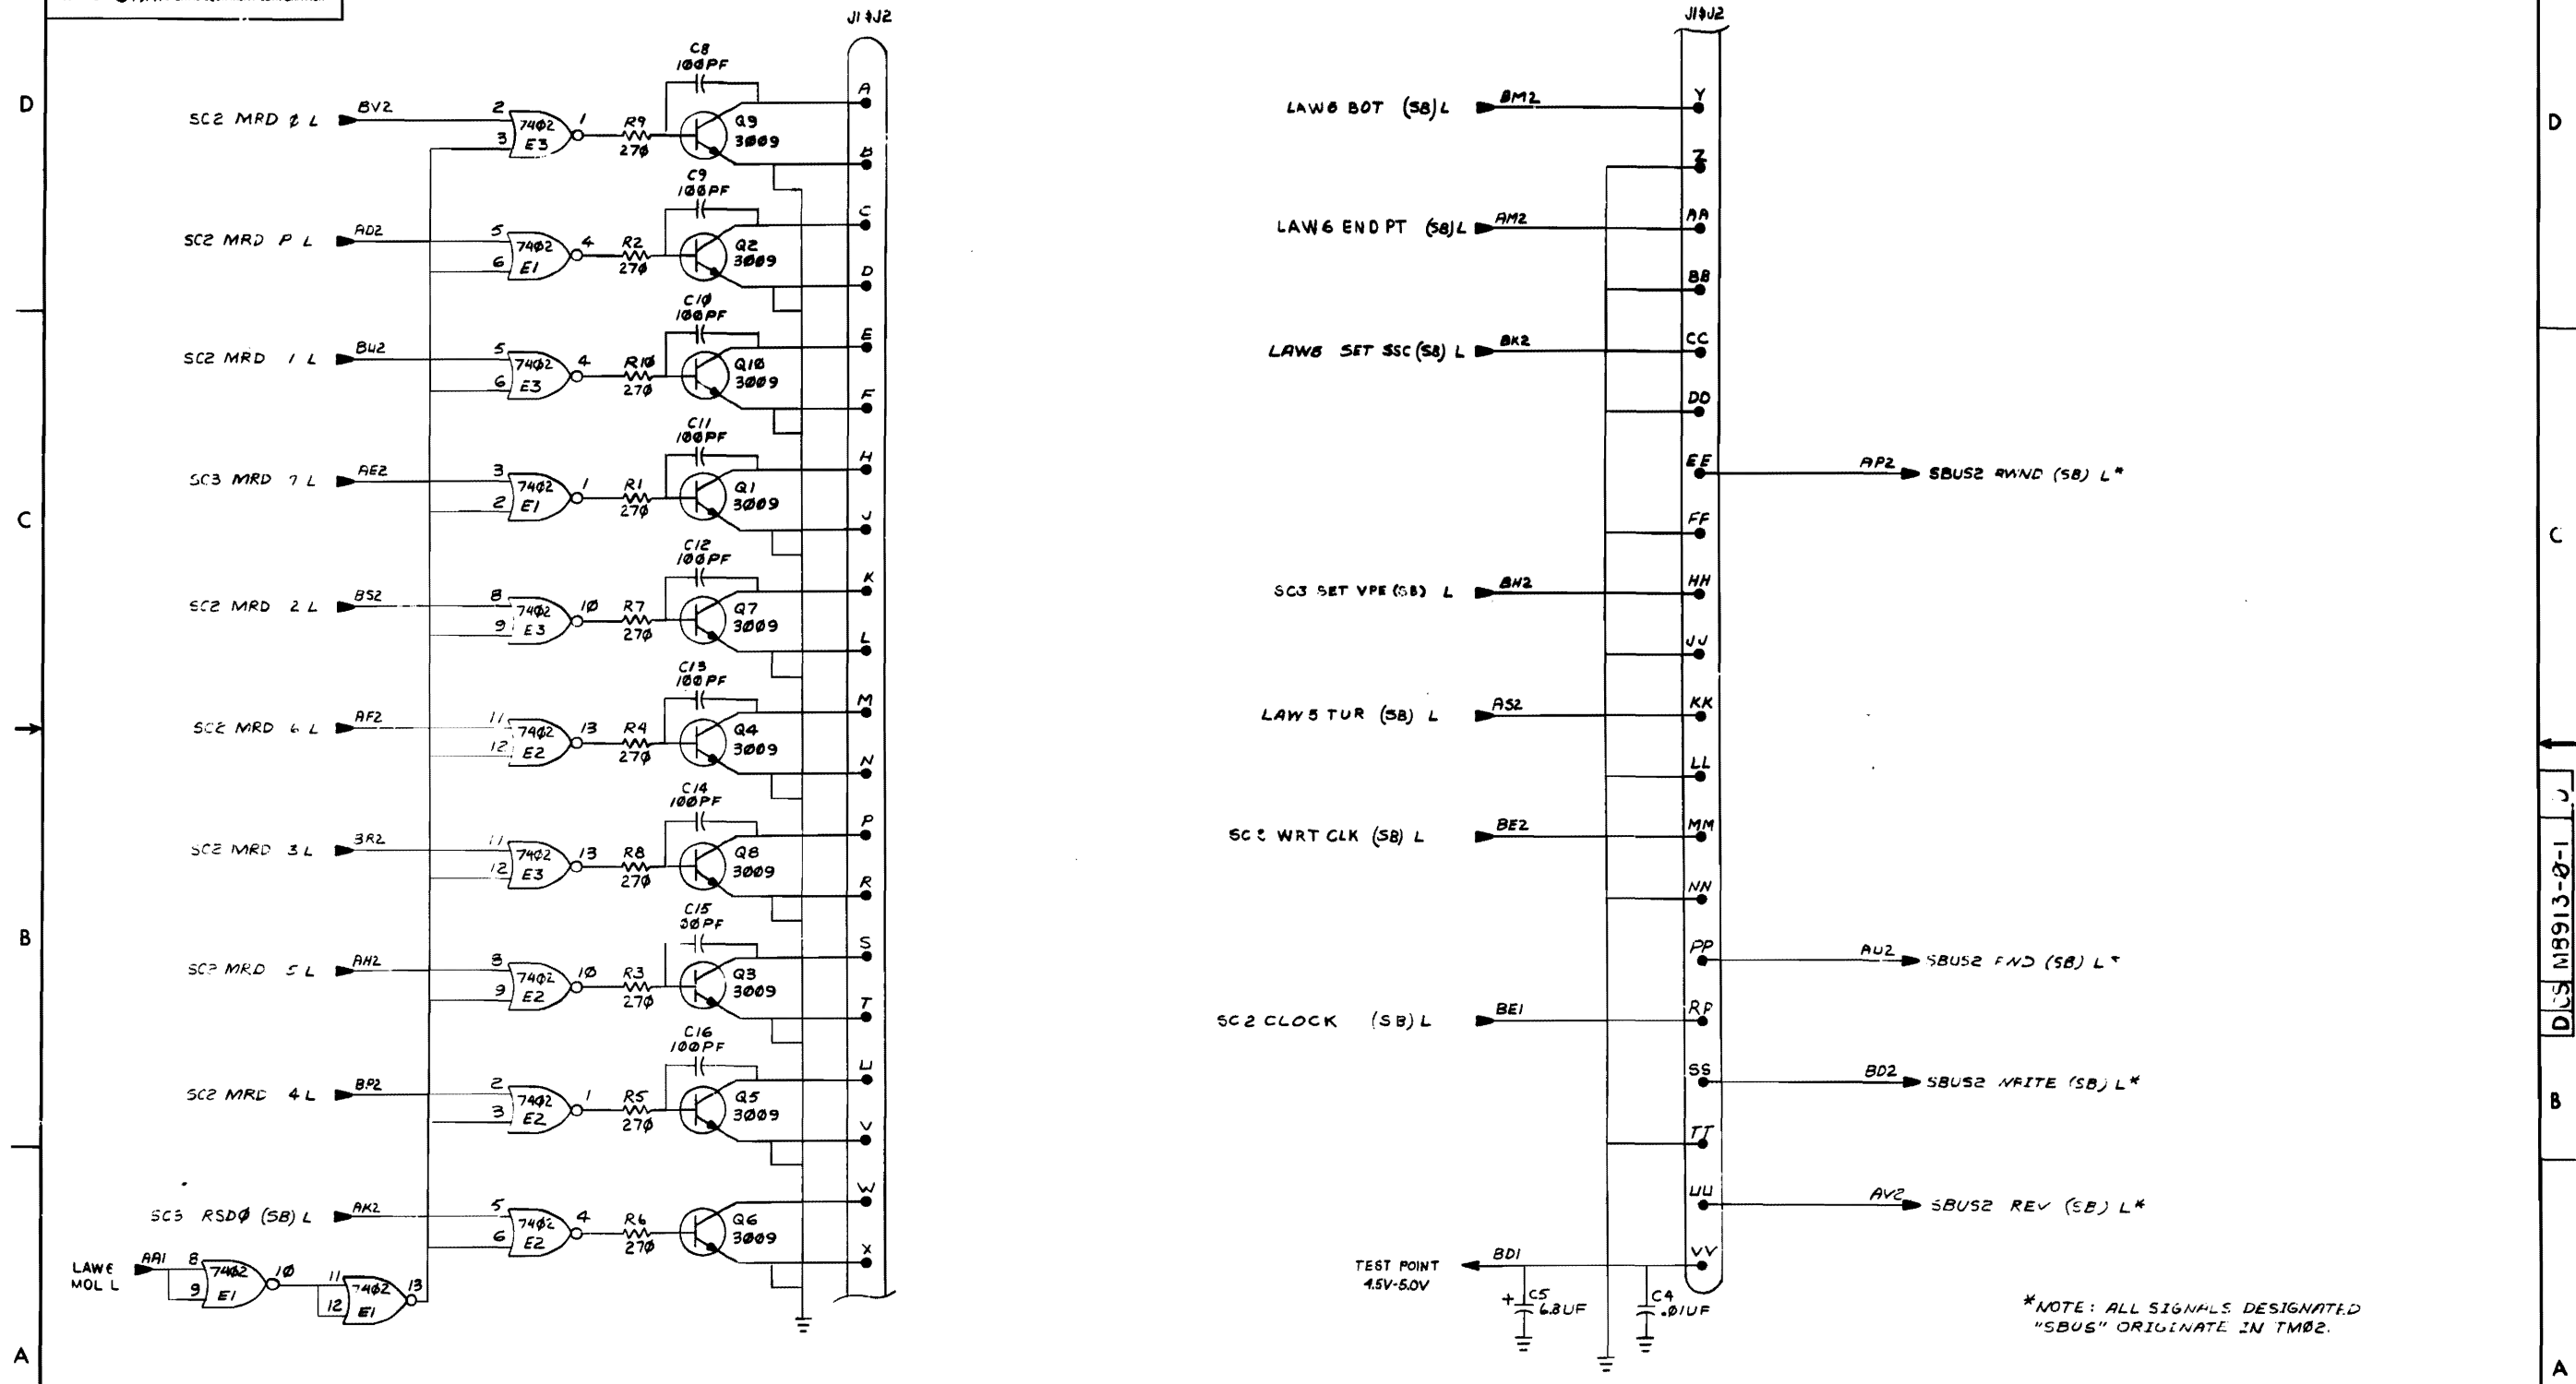 J1 & J2
D
SC2 MRD Ø L BV2 2 3 7402 E3 1 R9 270 C8 100PF Q9 3009 A B
SC2 MRD P L AD2 5 6 7402 E1 4 R2 270 C9 100PF Q2 3009 C D
SC2 MRD 1 L BU2 5 6 7402 E3 4 R10 270 C10 100PF Q10 3009 E F
C
SC3 MRD 7 L AE2 3 2 7402 E1 1 R1 270 C11 100PF Q1 3009 H J
SC2 MRD 2 L BS2 8 9 7402 E3 10 R7 270 C12 100PF Q7 3009 K L
SC2 MRD 6 L AF2 11 12 7402 E2 13 R4 270 C13 100PF Q4 3009 M N
SC2 MRD 3 L 11 12 7402 E3 13 R8 270 C14 100PF Q8 3009 P R
B
MRD 5 L AH2 8 9 7402 E2 10 R3 270 C15 00PF Q3 3009 S T
SC2 MRD 4 L BP2 2 3 7402 E2 1 R5 270 C16 100PF Q5 3009 U V
SC3 RSDØ (SB) L AK2 5 6 7402 E2 4 R6 270 Q6 3009 W X
LAW6 MOL L AA1 8 9 7402 E1 10 11 12 7402 E1 13
A
J1 & J2
D
LAW6 BOT (SB) L BM2 Y
Z
LAW6 END PT (SB) L AM2 AA
BB
LAW6 SET SSC (SB) L BK2 CC
DD
EE AP2 SBUS2 RWND (SB) L*
C
FF
SC3 SET VPE (SB) L BH2 HH
JJ
LAW5 TUR (SB) L AS2 KK
LL
SC2 WRT CLK (SB) L BE2 MM
NN
PP AU2 SBUS2 FWD (SB) L*
SC2 CLOCK (SB) L BE1 RR
SS BD2 SBUS2 WRITE (SB) L*
B
TT
UU AV2 SBUS2 REV (SB) L*
TEST POINT BD1 VV
4.5V-5.0V
+ C5 6.8UF C4 .01UF
*NOTE: ALL SIGNALS DESIGNATED
"SBUS" ORIGINATE IN TM02.
A
D CS M8913-0-1